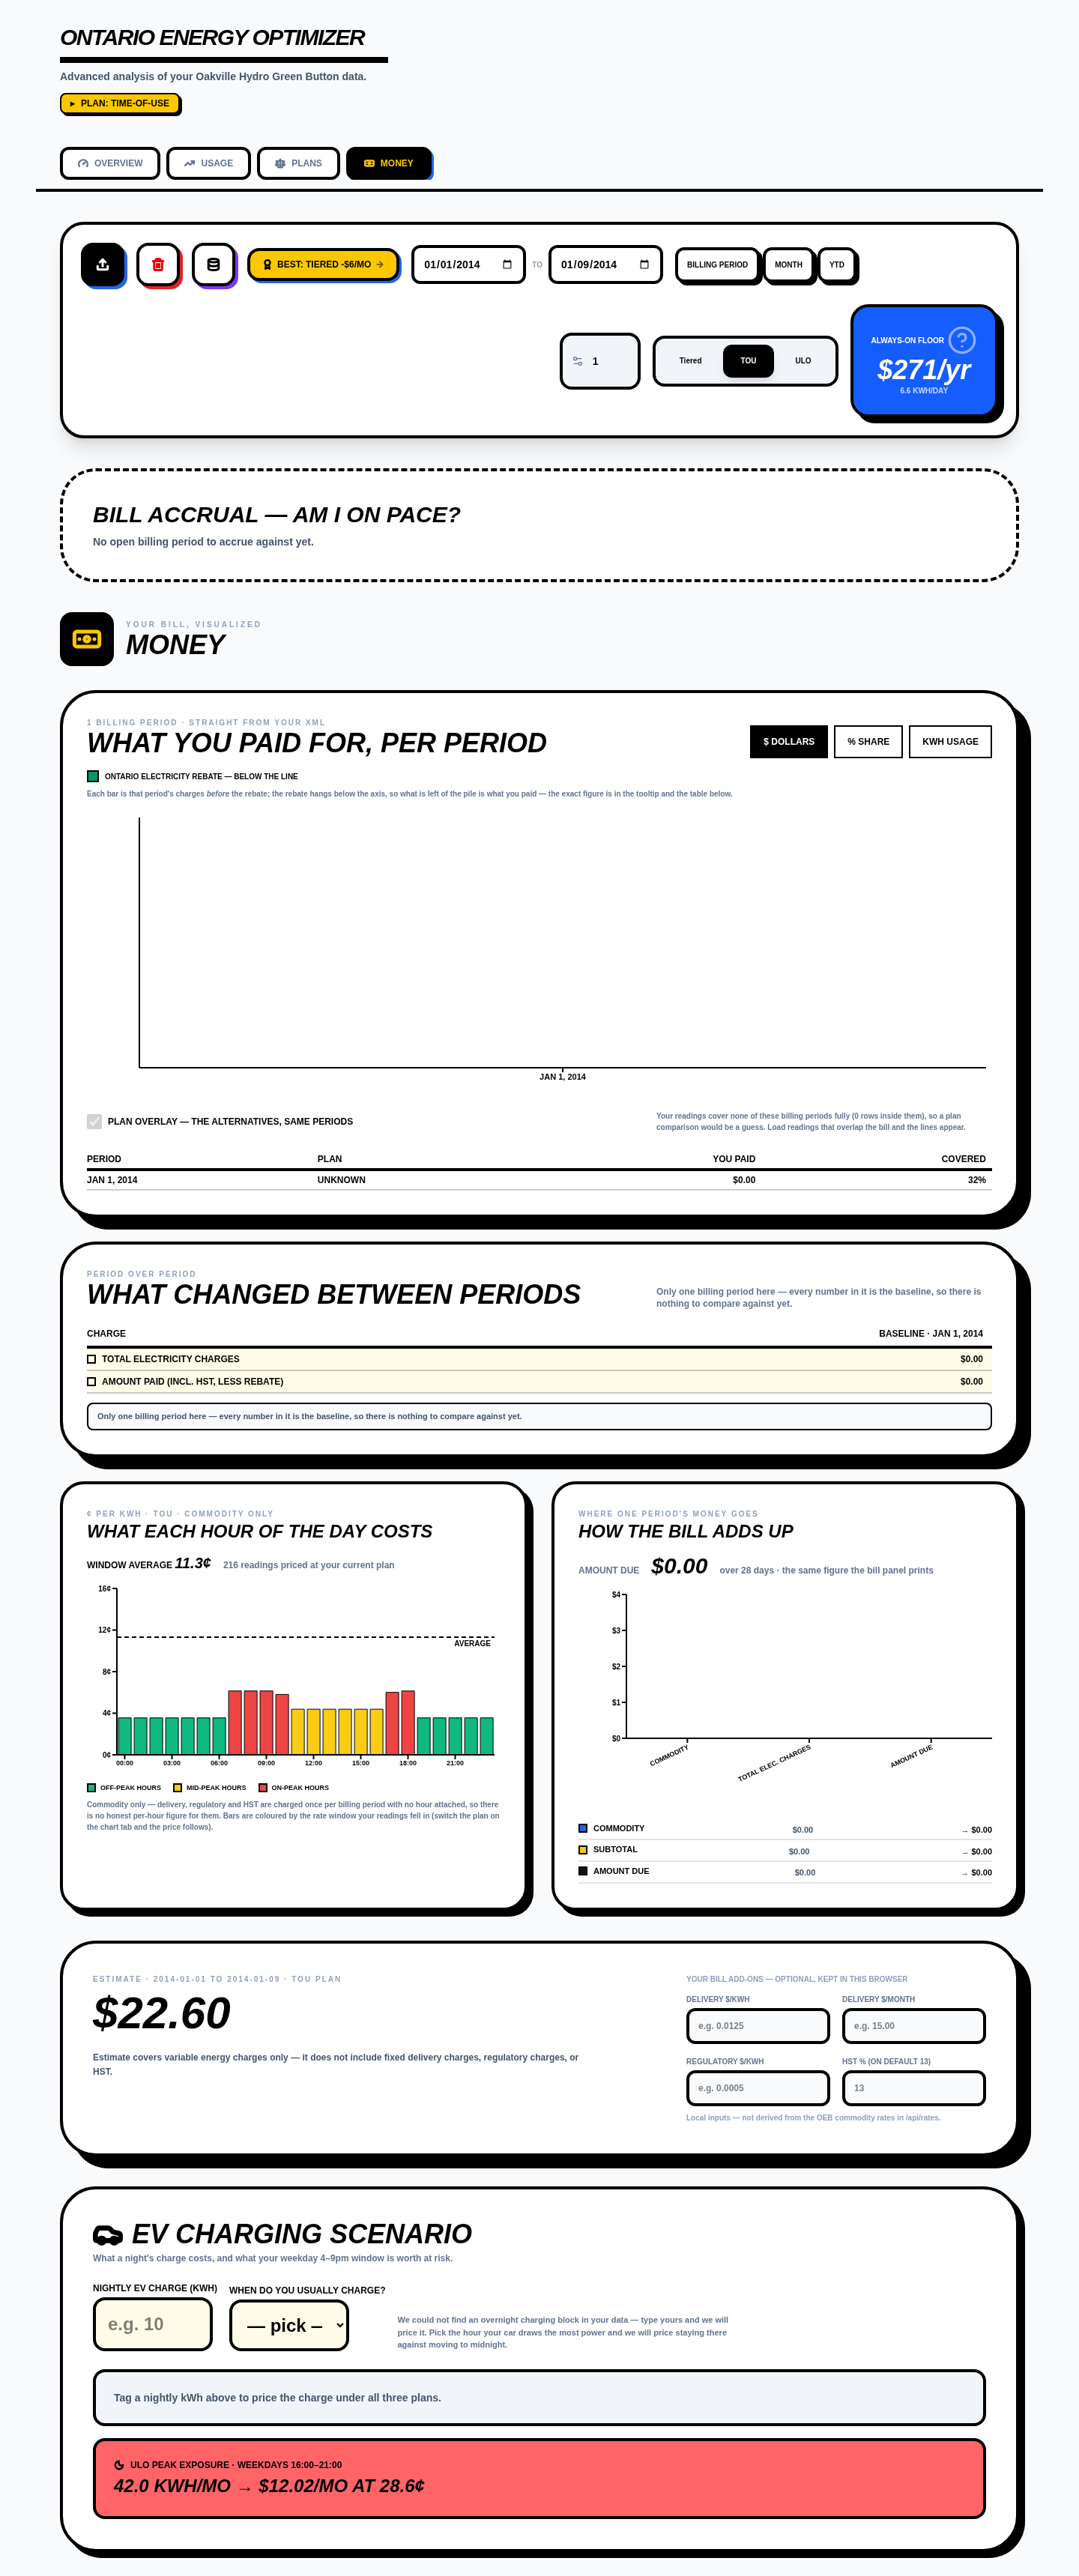 ONTARIO ENERGY OPTIMIZER
Advanced analysis of your Oakville Hydro Green Button data.
▸ PLAN: TIME-OF-USE
OVERVIEW
USAGE
PLANS
MONEY
BEST: TIERED -$6/MO →
01/01/2014
TO
01/09/2014
BILLING PERIOD
MONTH
YTD
1
Tiered
TOU
ULO
ALWAYS-ON FLOOR
$271/yr
6.6 KWH/DAY
BILL ACCRUAL — AM I ON PACE?
No open billing period to accrue against yet.
YOUR BILL, VISUALIZED
MONEY
1 BILLING PERIOD · STRAIGHT FROM YOUR XML
WHAT YOU PAID FOR, PER PERIOD
$ DOLLARS
% SHARE
KWH USAGE
ONTARIO ELECTRICITY REBATE — BELOW THE LINE
Each bar is that period's charges before the rebate; the rebate hangs below the axis, so what is left of the pile is what you paid — the exact figure is in the tooltip and the table below.
JAN 1, 2014
PLAN OVERLAY — THE ALTERNATIVES, SAME PERIODS
Your readings cover none of these billing periods fully (0 rows inside them), so a plan
comparison would be a guess. Load readings that overlap the bill and the lines appear.
PERIOD PLAN YOU PAID COVERED
JAN 1, 2014 UNKNOWN $0.00 32%
PERIOD OVER PERIOD
WHAT CHANGED BETWEEN PERIODS
Only one billing period here — every number in it is the baseline, so there is
nothing to compare against yet.
CHARGE BASELINE · JAN 1, 2014
TOTAL ELECTRICITY CHARGES $0.00
AMOUNT PAID (INCL. HST, LESS REBATE) $0.00
Only one billing period here — every number in it is the baseline, so there is nothing to compare against yet.
¢ PER KWH · TOU · COMMODITY ONLY
WHAT EACH HOUR OF THE DAY COSTS
WINDOW AVERAGE 11.3¢ 216 readings priced at your current plan
16¢
12¢
8¢
4¢
0¢
AVERAGE
00:00 03:00 06:00 09:00 12:00 15:00 18:00 21:00
OFF-PEAK HOURS MID-PEAK HOURS ON-PEAK HOURS
Commodity only — delivery, regulatory and HST are charged once per billing period with no hour attached, so there
is no honest per-hour figure for them. Bars are coloured by the rate window your readings fell in (switch the plan on
the chart tab and the price follows).
WHERE ONE PERIOD'S MONEY GOES
HOW THE BILL ADDS UP
AMOUNT DUE $0.00 over 28 days · the same figure the bill panel prints
$4
$3
$2
$1
$0
COMMODITY
TOTAL ELEC. CHARGES
AMOUNT DUE
COMMODITY $0.00 → $0.00
SUBTOTAL $0.00 → $0.00
AMOUNT DUE $0.00 → $0.00
ESTIMATE · 2014-01-01 TO 2014-01-09 · TOU PLAN
$22.60
Estimate covers variable energy charges only — it does not include fixed delivery charges, regulatory charges, or
HST.
YOUR BILL ADD-ONS — OPTIONAL, KEPT IN THIS BROWSER
DELIVERY $/KWH DELIVERY $/MONTH
e.g. 0.0125 e.g. 15.00
REGULATORY $/KWH HST % (ON DEFAULT 13)
e.g. 0.0005 13
Local inputs — not derived from the OEB commodity rates in /api/rates.
EV CHARGING SCENARIO
What a night's charge costs, and what your weekday 4–9pm window is worth at risk.
NIGHTLY EV CHARGE (KWH) WHEN DO YOU USUALLY CHARGE?
e.g. 10 — pick –
We could not find an overnight charging block in your data — type yours and we will
price it. Pick the hour your car draws the most power and we will price staying there
against moving to midnight.
Tag a nightly kWh above to price the charge under all three plans.
ULO PEAK EXPOSURE · WEEKDAYS 16:00–21:00
42.0 KWH/MO → $12.02/MO AT 28.6¢